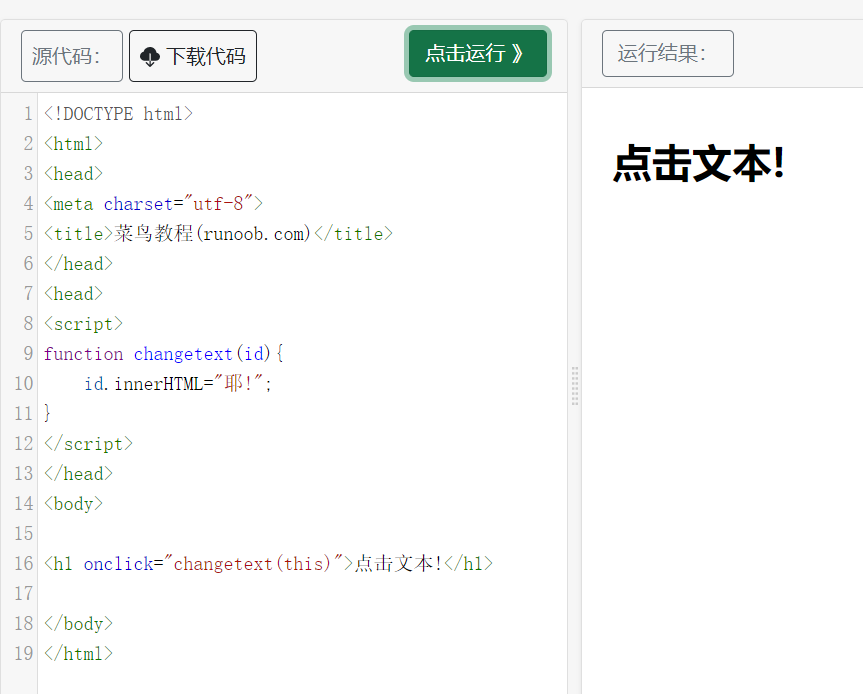 源代码： 下载代码 点击运行 》 运行结果：
1 <!DOCTYPE html>
2 <html>
3 <head>
4 <meta charset="utf-8">
5 <title>菜鸟教程(runoob.com)</title>
6 </head>
7 <head>
8 <script>
9 function changetext(id){
10     id.innerHTML="耶!";
11 }
12 </script>
13 </head>
14 <body>
15
16 <h1 onclick="changetext(this)">点击文本!</h1>
17
18 </body>
19 </html>
点击文本!